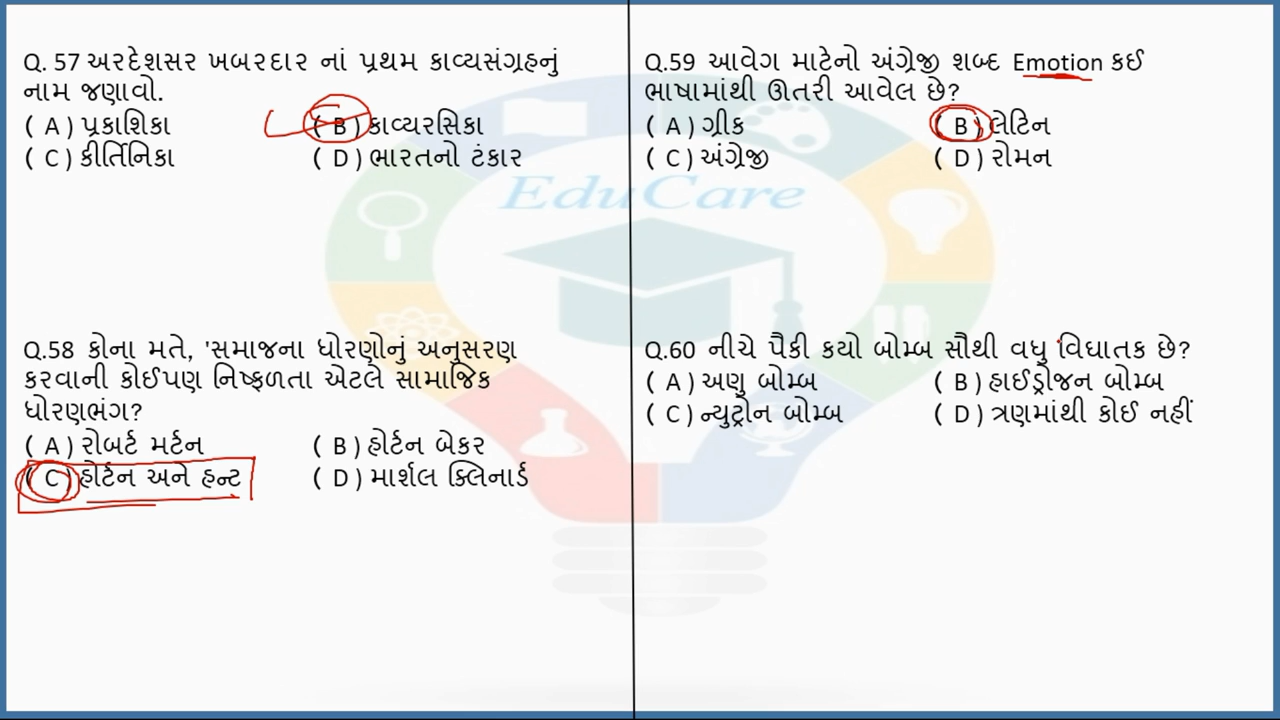 Q. 57 અરદેશસર ખબરદાર નાં પ્રથમ કાવ્યસંગ્રહનું
નામ જણાવો.
( A ) પ્રકાશિકા ( B ) કાવ્યરસિકા
( C ) કીર્તિનિકા ( D ) ભારતનો ટંકાર
Q.58 કોના મતે, 'સમાજના ધોરણોનું અનુસરણ
કરવાની કોઈપણ નિષ્ફળતા એટલે સામાજિક
ધોરણભંગ?
( A ) રોબર્ટ મર્ટન ( B ) હોર્ટન બેકર
( C ) હોર્ટન અને હન્ટ ( D ) માર્શલ ક્લિનાર્ડ
Q.59 આવેગ માટેનો અંગ્રેજી શબ્દ Emotion કઈ
ભાષામાંથી ઊતરી આવેલ છે?
( A ) ગ્રીક ( B ) લેટિન
( C ) અંગ્રેજી ( D ) રોમન
EduCare
Q.60 નીચે પૈકી કયો બોમ્બ સૌથી વધુ વિઘાતક છે?
( A ) અણુ બોમ્બ ( B ) હાઈડ્રોજન બોમ્બ
( C ) ન્યુટ્રોન બોમ્બ ( D ) ત્રણમાંથી કોઈ નહીં